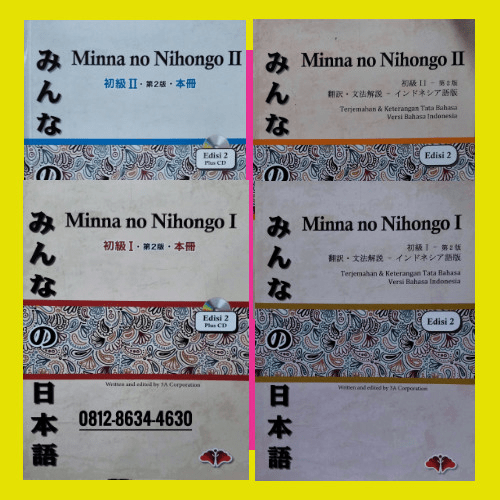 みんなの
Minna no Nihongo II
初級II・第2版・本冊
Edisi 2
Plus CD
みんなの
Minna no Nihongo II
初級II－第2版
翻訳・文法解説－インドネシア語版
Terjemahan & Keterangan Tata Bahasa
Versi Bahasa Indonesia
Edisi 2
みんなの日本語
Minna no Nihongo I
初級I・第2版・本冊
Edisi 2
Plus CD
Written and edited by 3A Corporation
0812-8634-4630
みんなの日本語
Minna no Nihongo I
初級I－第2版
翻訳・文法解説－インドネシア語版
Terjemahan & Keterangan Tata Bahasa
Versi Bahasa Indonesia
Edisi 2
Written and edited by 3A Corporation